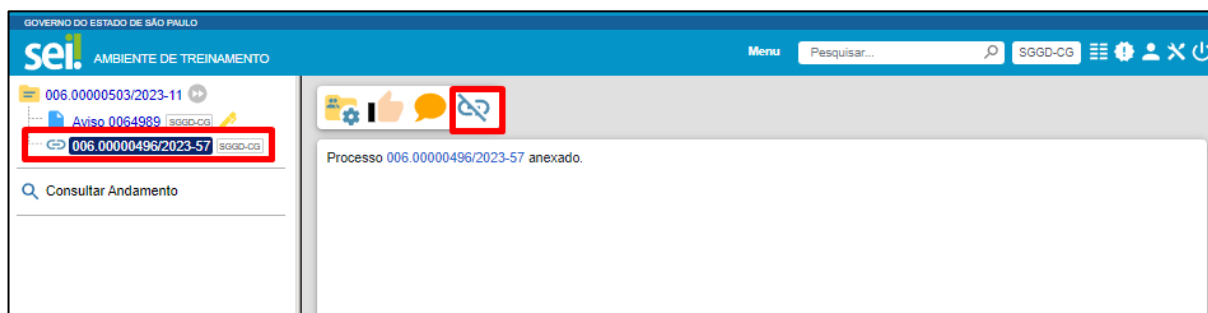 GOVERNO DO ESTADO DE SÃO PAULO
sei! AMBIENTE DE TREINAMENTO
Menu Pesquisar... SGGD-CG
006.00000503/2023-11
Aviso 0064989 SGGD-CG
006.00000496/2023-57 SGGD-CG
Consultar Andamento
Processo 006.00000496/2023-57 anexado.